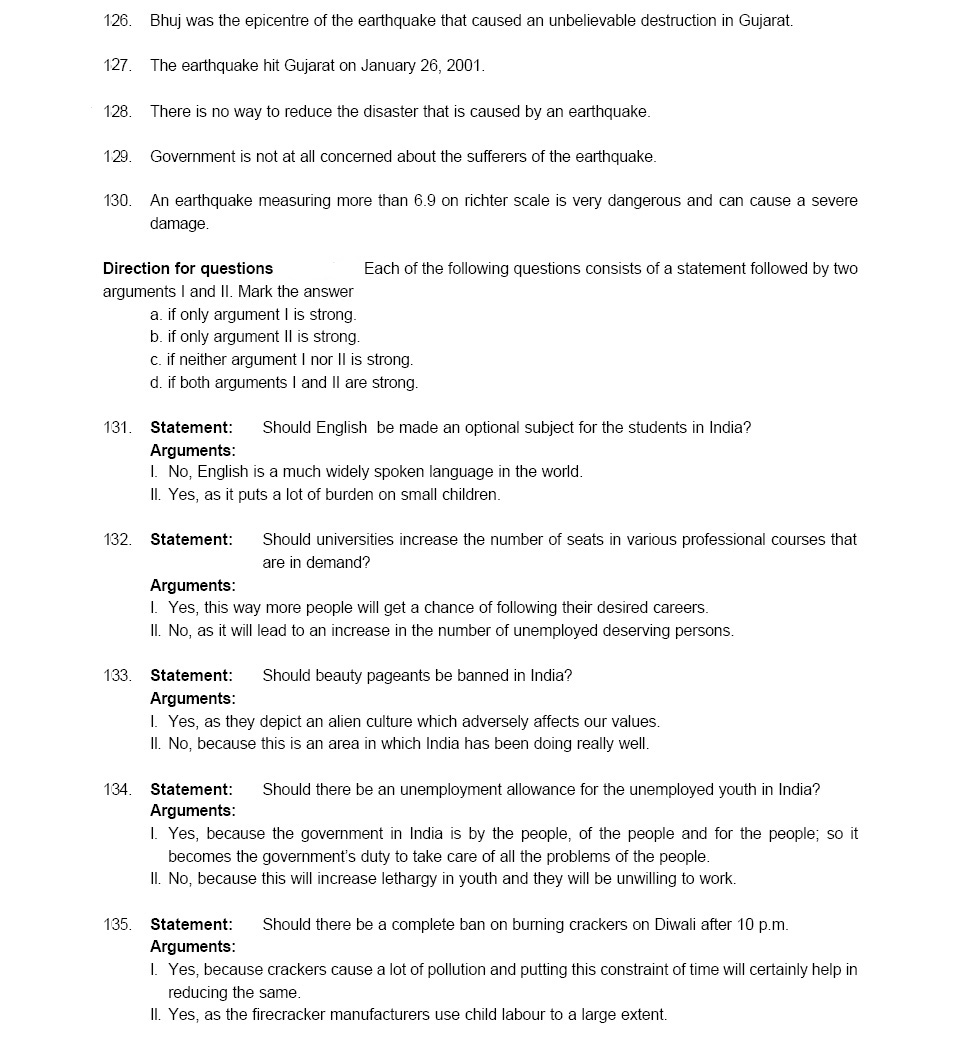 126. Bhuj was the epicentre of the earthquake that caused an unbelievable destruction in Gujarat.
127. The earthquake hit Gujarat on January 26, 2001.
128. There is no way to reduce the disaster that is caused by an earthquake.
129. Government is not at all concerned about the sufferers of the earthquake.
130. An earthquake measuring more than 6.9 on richter scale is very dangerous and can cause a severe
damage.
Direction for questions Each of the following questions consists of a statement followed by two
arguments I and II. Mark the answer
a. if only argument I is strong.
b. if only argument II is strong.
c. if neither argument I nor II is strong.
d. if both arguments I and II are strong.
131. Statement: Should English be made an optional subject for the students in India?
Arguments:
I. No, English is a much widely spoken language in the world.
II. Yes, as it puts a lot of burden on small children.
132. Statement: Should universities increase the number of seats in various professional courses that
are in demand?
Arguments:
I. Yes, this way more people will get a chance of following their desired careers.
II. No, as it will lead to an increase in the number of unemployed deserving persons.
133. Statement: Should beauty pageants be banned in India?
Arguments:
I. Yes, as they depict an alien culture which adversely affects our values.
II. No, because this is an area in which India has been doing really well.
134. Statement: Should there be an unemployment allowance for the unemployed youth in India?
Arguments:
I. Yes, because the government in India is by the people, of the people and for the people; so it
becomes the government's duty to take care of all the problems of the people.
II. No, because this will increase lethargy in youth and they will be unwilling to work.
135. Statement: Should there be a complete ban on burning crackers on Diwali after 10 p.m.
Arguments:
I. Yes, because crackers cause a lot of pollution and putting this constraint of time will certainly help in
reducing the same.
II. Yes, as the firecracker manufacturers use child labour to a large extent.